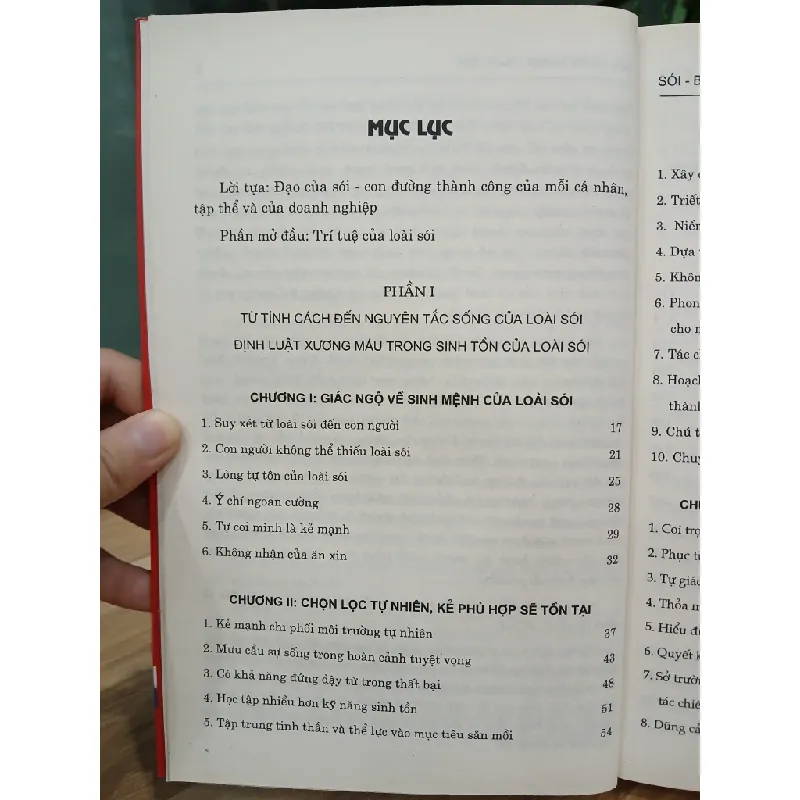 MỤC LỤC
Lời tựa: Đạo của sói - con đường thành công của mỗi cá nhân,
tập thể và của doanh nghiệp
Phần mở đầu: Trí tuệ của loài sói
PHẦN I
TỪ TÍNH CÁCH ĐẾN NGUYÊN TẮC SỐNG CỦA LOÀI SÓI
ĐỊNH LUẬT XƯƠNG MÁU TRONG SINH TỒN CỦA LOÀI SÓI
CHƯƠNG I: GIÁC NGỘ VỀ SINH MỆNH CỦA LOÀI SÓI
1. Suy xét từ loài sói đến con người 17
2. Con người không thể thiếu loài sói 21
3. Lòng tự tôn của loài sói 25
4. Ý chí ngoan cường 28
5. Tự coi mình là kẻ mạnh 29
6. Không nhận của ăn xin 32
CHƯƠNG II: CHỌN LỌC TỰ NHIÊN, KẺ PHÙ HỢP SẼ TỒN TẠI
1. Kẻ mạnh chi phối môi trường tự nhiên 37
2. Mưu cầu sự sống trong hoàn cảnh tuyệt vọng 43
3. Có khả năng đứng dậy từ trong thất bại 48
4. Học tập nhiều hơn kỹ năng sinh tồn 51
5. Tập trung tinh thần và thể lực vào mục tiêu săn mồi 54
SÓI -
1. Xây
2. Triết
3. Niềm
4. Dựa
5. Khôn
6. Phon
cho
7. Tác
8. Hoạch
thành
9. Chú
10. Chuy
1. Coi trọ
2. Phục
3. Tự giác
4. Thỏa
5. Hiểu
6. Quyết
7. Sở trườn
tác chiế
8. Dũng cả